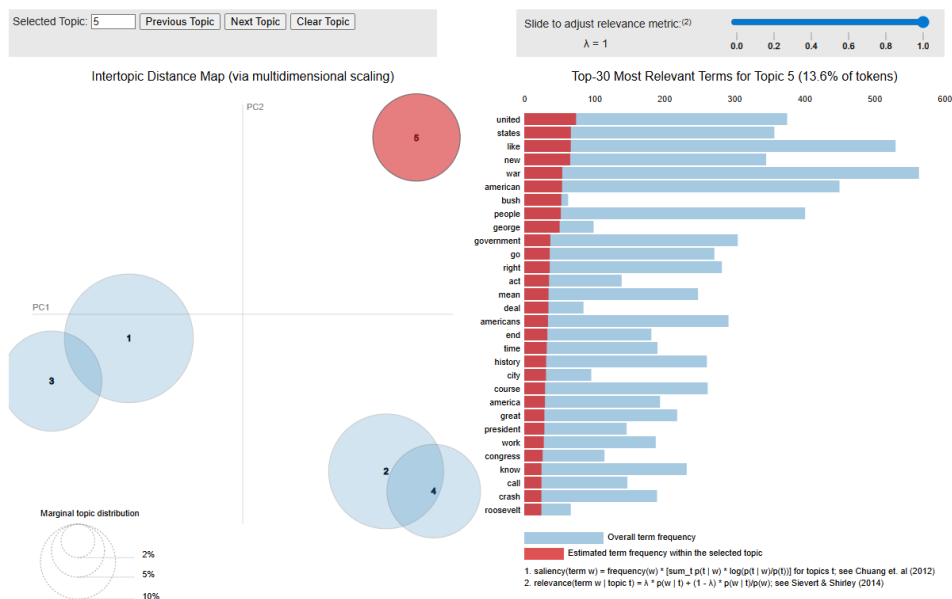 Selected Topic: 5 Previous Topic Next Topic Clear Topic
Slide to adjust relevance metric:(2)
λ = 1
0.0 0.2 0.4 0.6 0.8 1.0
Intertopic Distance Map (via multidimensional scaling)
PC2
PC1
5
1
3
2
4
Marginal topic distribution
2%
5%
10%
Top-30 Most Relevant Terms for Topic 5 (13.6% of tokens)
0 100 200 300 400 500 600
united
states
like
new
war
american
bush
people
george
government
go
right
act
mean
deal
americans
end
time
history
city
course
america
great
president
work
congress
know
call
crash
roosevelt
Overall term frequency
Estimated term frequency within the selected topic
1. saliency(term w) = frequency(w) * [sum_t p(t | w) * log(p(t | w)/p(t))] for topics t; see Chuang et. al (2012)
2. relevance(term w | topic t) = λ * p(w | t) + (1 - λ) * p(w | t)/p(w); see Sievert & Shirley (2014)